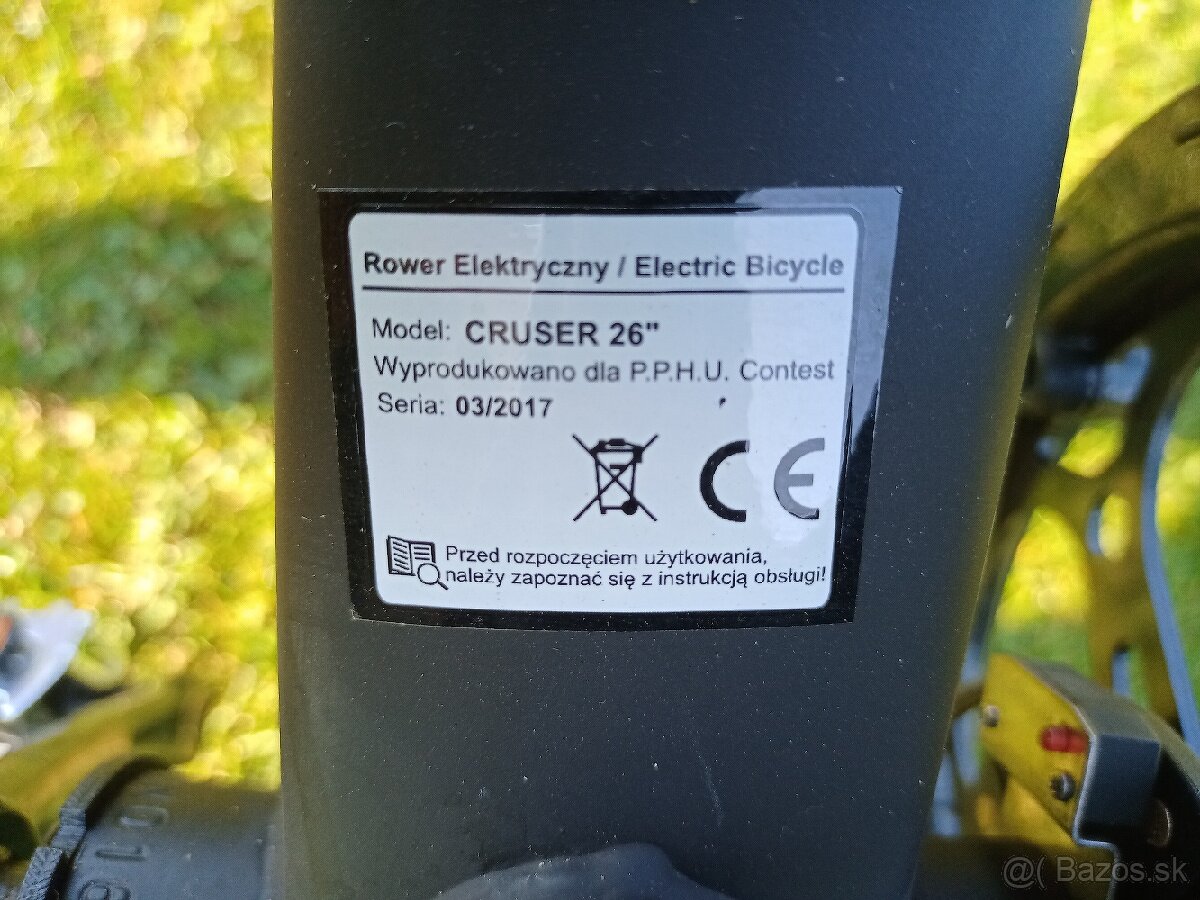 Rower Elektryczny / Electric Bicycle
Model: CRUSER 26"
Wyprodukowano dla P.P.H.U. Contest
Seria: 03/2017
CE
Przed rozpoczęciem użytkowania,
należy zapoznać się z instrukcją obsługi!
@( Bazos.sk